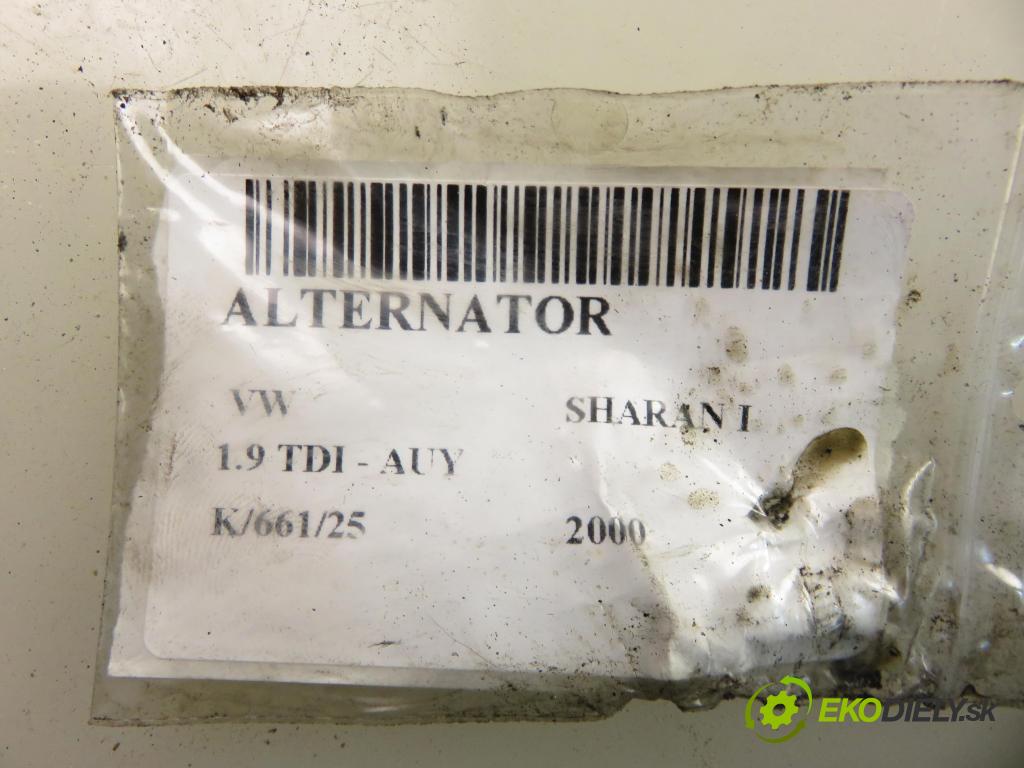 ALTERNATOR
VW SHARAN I
1.9 TDI - AUY
K/661/25 2000
EKODIELY.sk